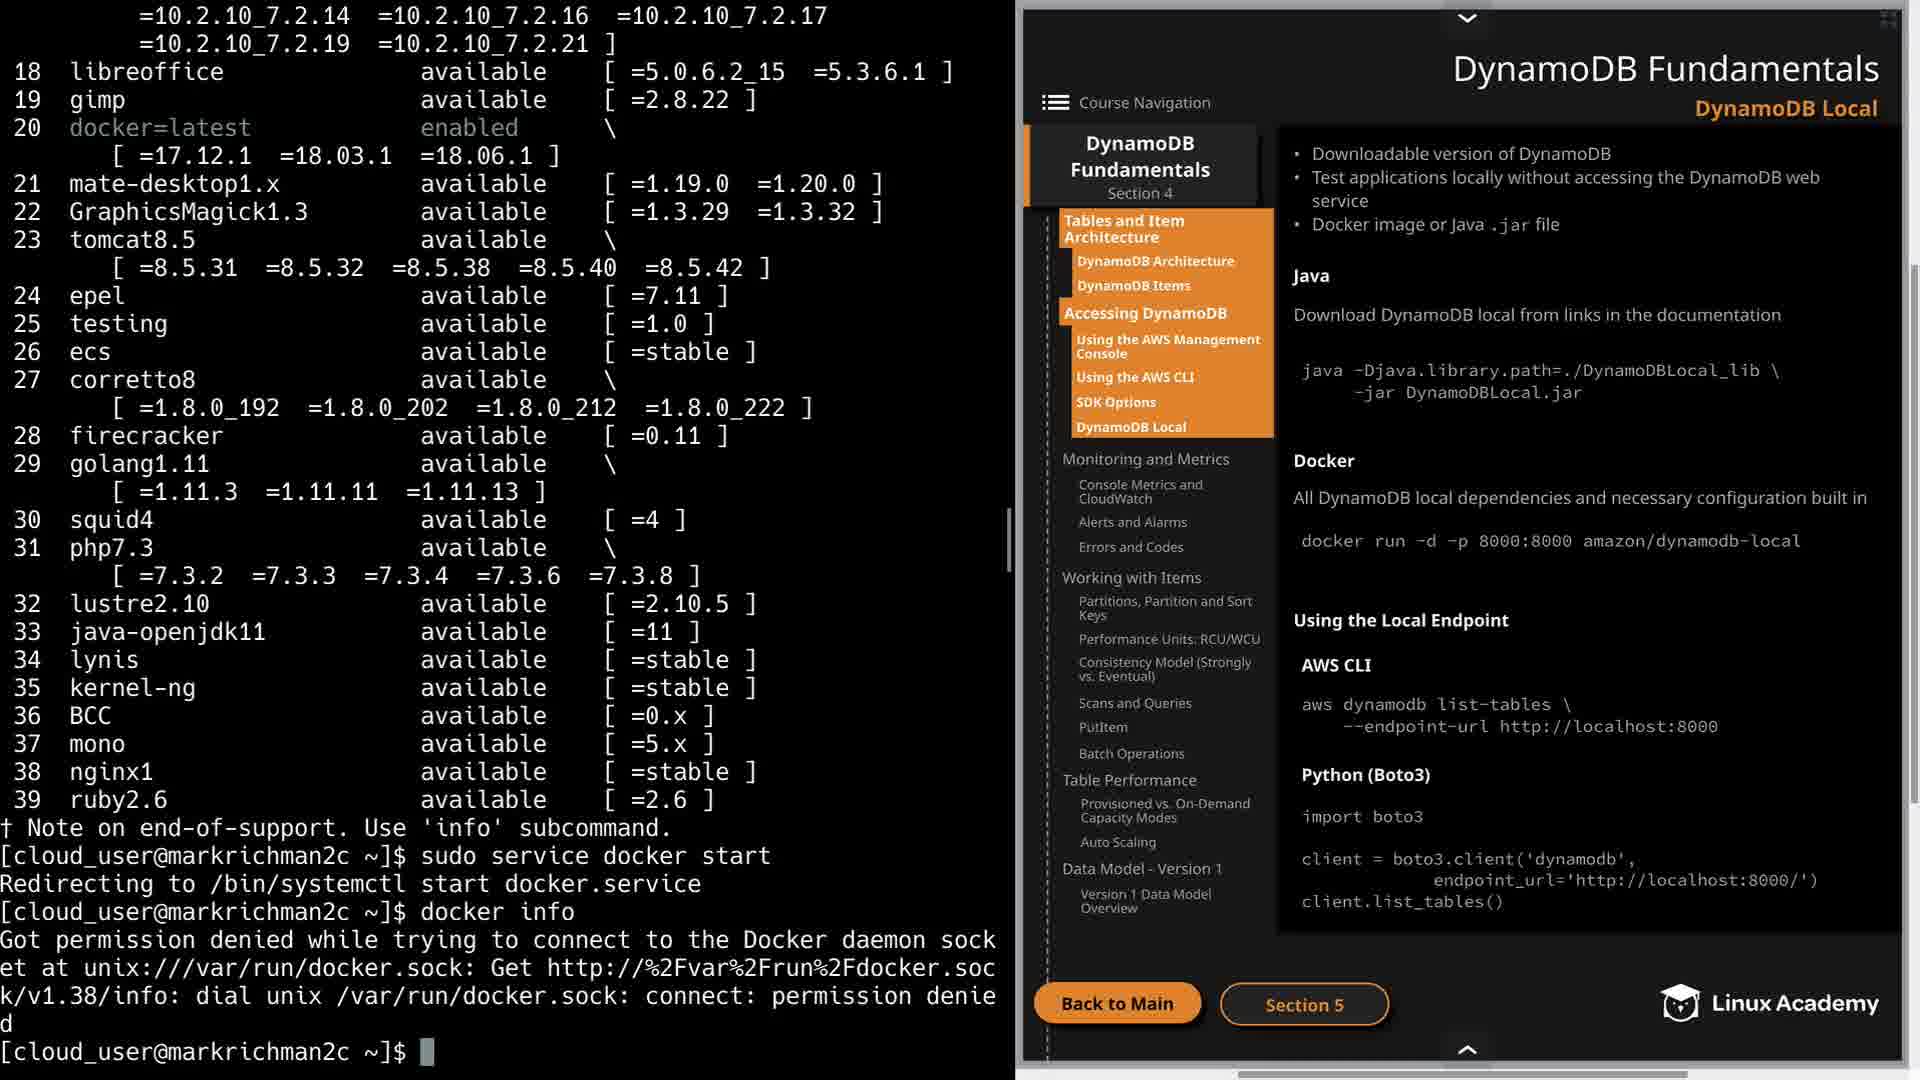 =10.2.10_7.2.14  =10.2.10_7.2.16  =10.2.10_7.2.17
=10.2.10_7.2.19  =10.2.10_7.2.21 ]
18  libreoffice              available    [ =5.0.6.2_15  =5.3.6.1 ]
19  gimp                     available    [ =2.8.22 ]
20  docker=latest            enabled      \
[ =17.12.1  =18.03.1  =18.06.1 ]
21  mate-desktop1.x          available    [ =1.19.0  =1.20.0 ]
22  GraphicsMagick1.3        available    [ =1.3.29  =1.3.32 ]
23  tomcat8.5                available    \
[ =8.5.31  =8.5.32  =8.5.38  =8.5.40  =8.5.42 ]
24  epel                     available    [ =7.11 ]
25  testing                  available    [ =1.0 ]
26  ecs                      available    [ =stable ]
27  corretto8                available    \
[ =1.8.0_192  =1.8.0_202  =1.8.0_212  =1.8.0_222 ]
28  firecracker              available    [ =0.11 ]
29  golang1.11               available    \
[ =1.11.3  =1.11.11  =1.11.13 ]
30  squid4                   available    [ =4 ]
31  php7.3                   available    \
[ =7.3.2  =7.3.3  =7.3.4  =7.3.6  =7.3.8 ]
32  lustre2.10               available    [ =2.10.5 ]
33  java-openjdk11           available    [ =11 ]
34  lynis                    available    [ =stable ]
35  kernel-ng                available    [ =stable ]
36  BCC                      available    [ =0.x ]
37  mono                     available    [ =5.x ]
38  nginx1                   available    [ =stable ]
39  ruby2.6                  available    [ =2.6 ]
† Note on end-of-support. Use 'info' subcommand.
[cloud_user@markrichman2c ~]$ sudo service docker start
Redirecting to /bin/systemctl start docker.service
[cloud_user@markrichman2c ~]$ docker info
Got permission denied while trying to connect to the Docker daemon sock
et at unix:///var/run/docker.sock: Get http://%2Fvar%2Frun%2Fdocker.soc
k/v1.38/info: dial unix /var/run/docker.sock: connect: permission denie
d
[cloud_user@markrichman2c ~]$
DynamoDB Fundamentals
DynamoDB Local
Course Navigation
DynamoDB
Fundamentals
Section 4
Tables and Item
Architecture
DynamoDB Architecture
DynamoDB Items
Accessing DynamoDB
Using the AWS Management
Console
Using the AWS CLI
SDK Options
DynamoDB Local
Monitoring and Metrics
Console Metrics and
CloudWatch
Alerts and Alarms
Errors and Codes
Working with Items
Partitions, Partition and Sort
Keys
Performance Units: RCU/WCU
Consistency Model (Strongly
vs. Eventual)
Scans and Queries
PutItem
Batch Operations
Table Performance
Provisioned vs. On-Demand
Capacity Modes
Auto Scaling
Data Model - Version 1
Version 1 Data Model
Overview
• Downloadable version of DynamoDB
• Test applications locally without accessing the DynamoDB web
service
• Docker image or Java .jar file
Java
Download DynamoDB local from links in the documentation
java -Djava.library.path=./DynamoDBLocal_lib \
-jar DynamoDBLocal.jar
Docker
All DynamoDB local dependencies and necessary configuration built in
docker run -d -p 8000:8000 amazon/dynamodb-local
Using the Local Endpoint
AWS CLI
aws dynamodb list-tables \
--endpoint-url http://localhost:8000
Python (Boto3)
import boto3
client = boto3.client('dynamodb',
endpoint_url='http://localhost:8000/')
client.list_tables()
Back to Main
Section 5
Linux Academy